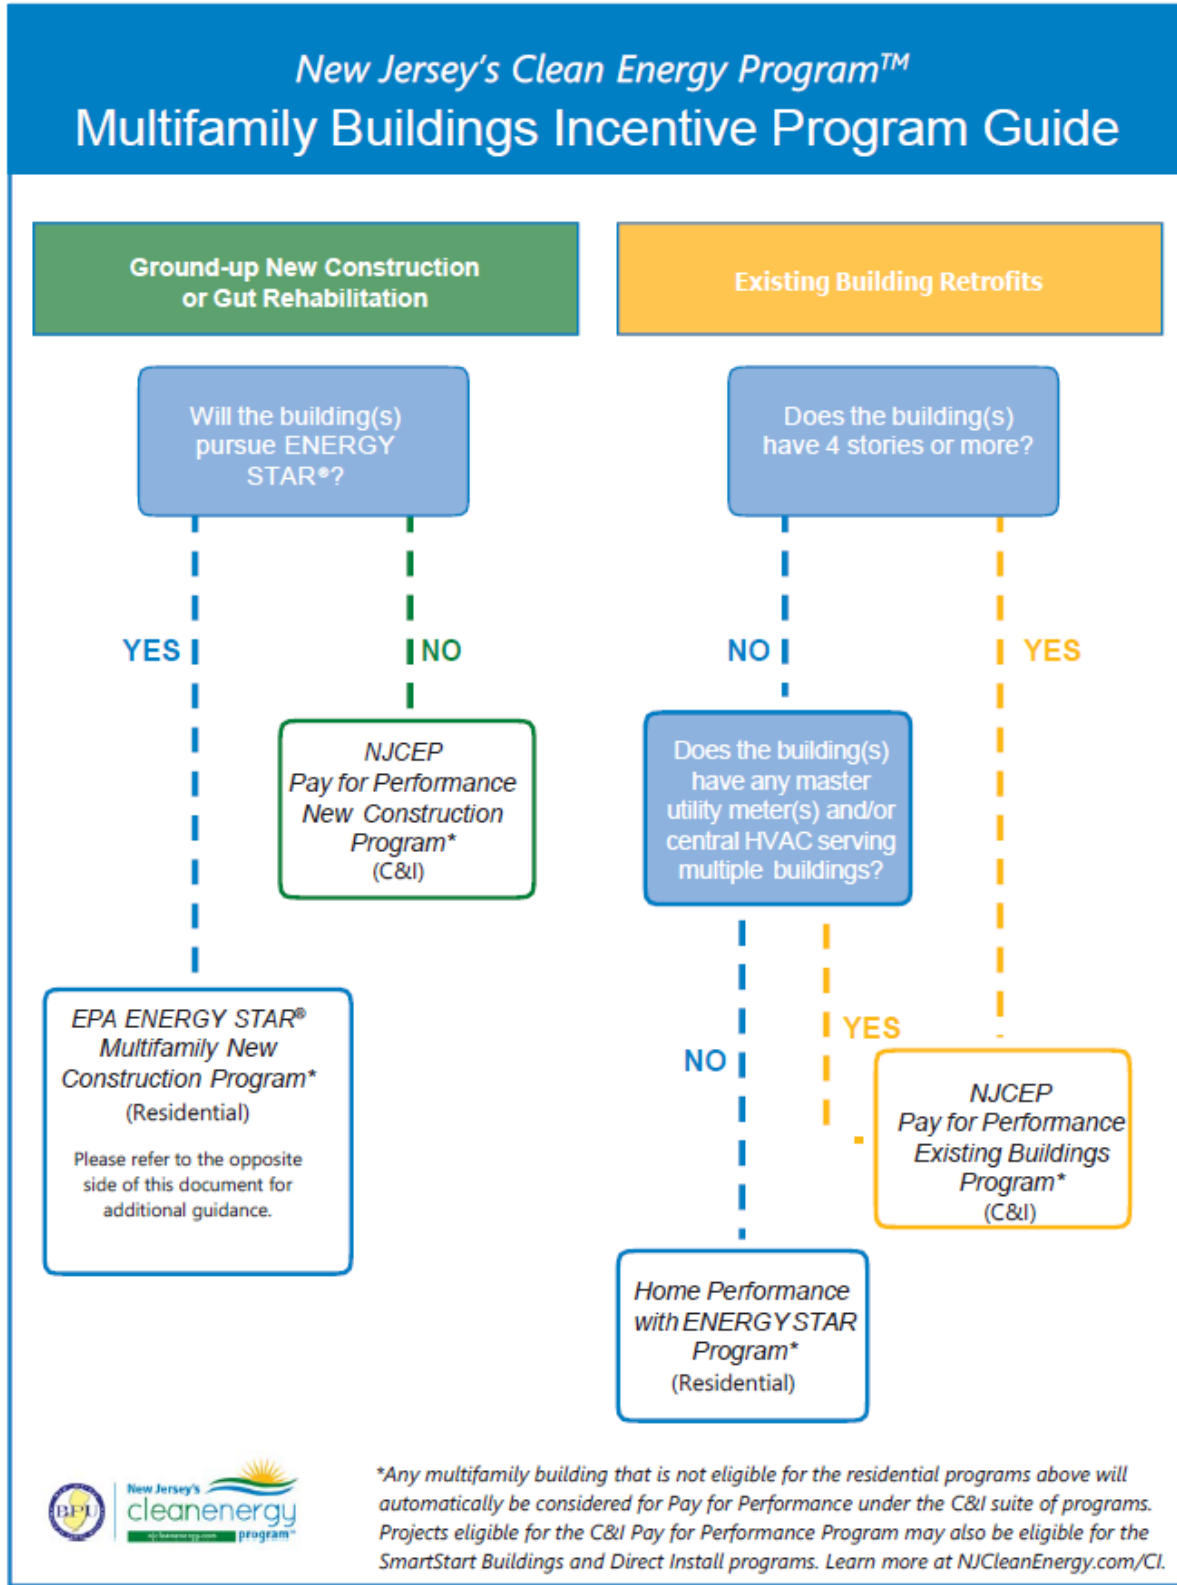 New Jersey's Clean Energy Program™
Multifamily Buildings Incentive Program Guide
Ground-up New Construction
or Gut Rehabilitation
Existing Building Retrofits
Will the building(s)
pursue ENERGY
STAR®?
Does the building(s)
have 4 stories or more?
YES
NO
NO
YES
NJCEP
Pay for Performance
New Construction
Program*
(C&I)
Does the building(s)
have any master
utility meter(s) and/or
central HVAC serving
multiple buildings?
EPA ENERGY STAR®
Multifamily New
Construction Program*
(Residential)
Please refer to the opposite
side of this document for
additional guidance.
NO
YES
NJCEP
Pay for Performance
Existing Buildings
Program*
(C&I)
Home Performance
with ENERGY STAR
Program*
(Residential)
BPU
New Jersey's
cleanenergy
njcleanenergy.com
program™
*Any multifamily building that is not eligible for the residential programs above will
automatically be considered for Pay for Performance under the C&I suite of programs.
Projects eligible for the C&I Pay for Performance Program may also be eligible for the
SmartStart Buildings and Direct Install programs. Learn more at NJCleanEnergy.com/CI.